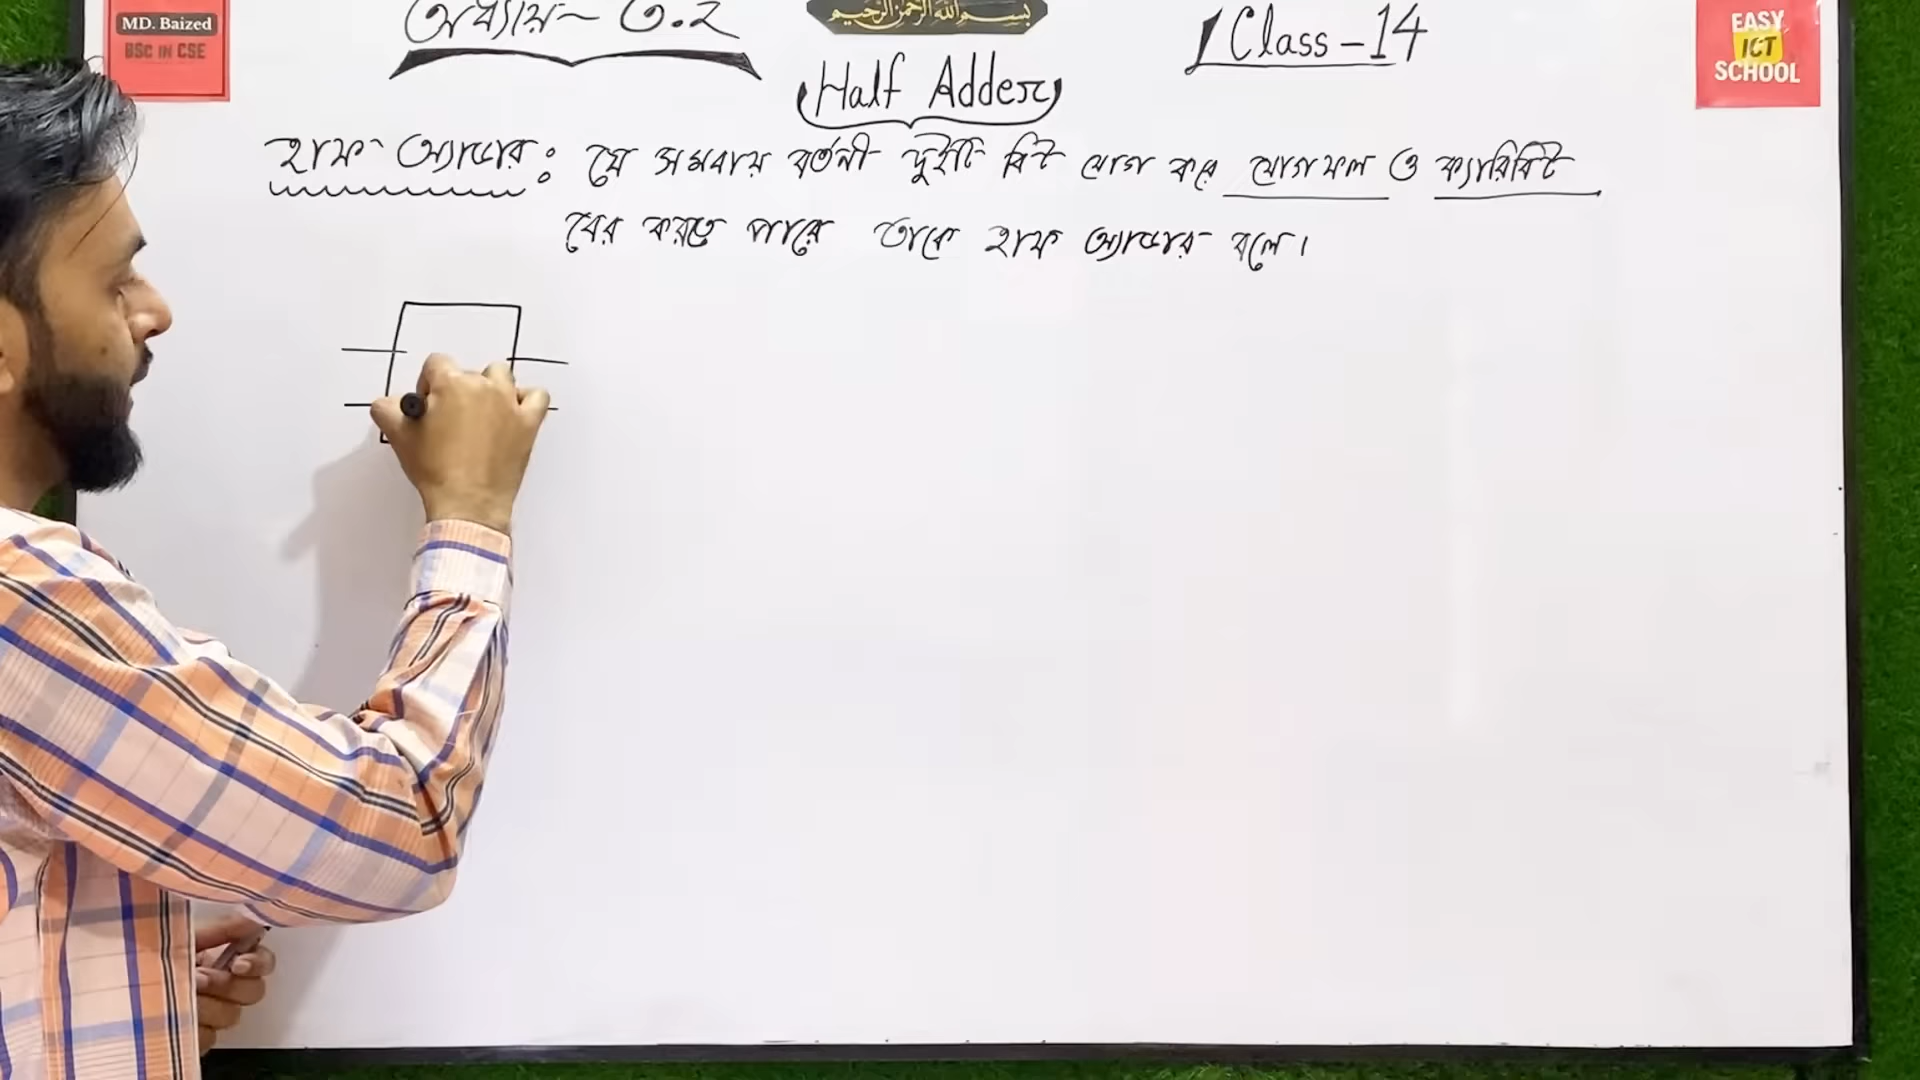 MD. Baized
BSc IN CSE
অধ্যায় - ৩.২
بسم الله الرحمن الرحيم
Class - 14
EASY
ICT
SCHOOL
Half Adder
হাফ অ্যাডার : যে সমবায় বর্তনী দুইটি বিট যোগ করে যোগফল ও ক্যারিবিট
বের করতে পারে তাকে হাফ অ্যাডার বলে।